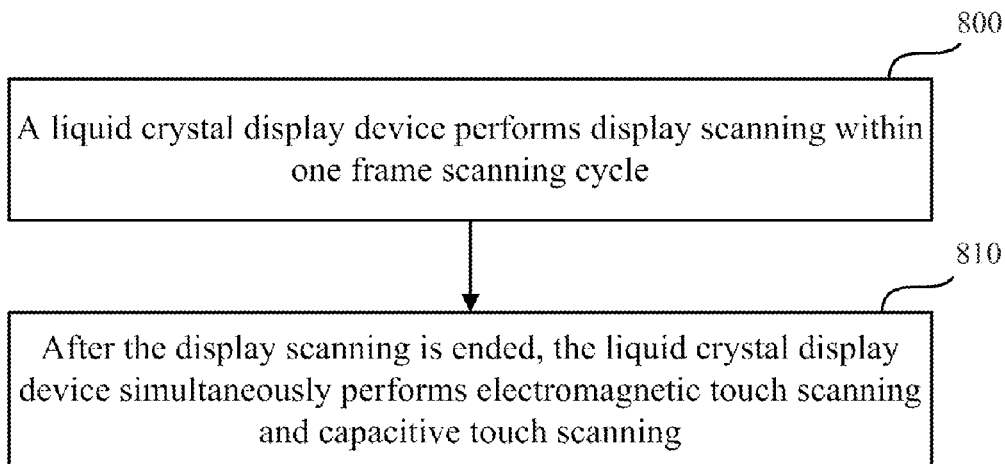 800
A liquid crystal display device performs display scanning within
one frame scanning cycle
810
After the display scanning is ended, the liquid crystal display
device simultaneously performs electromagnetic touch scanning
and capacitive touch scanning